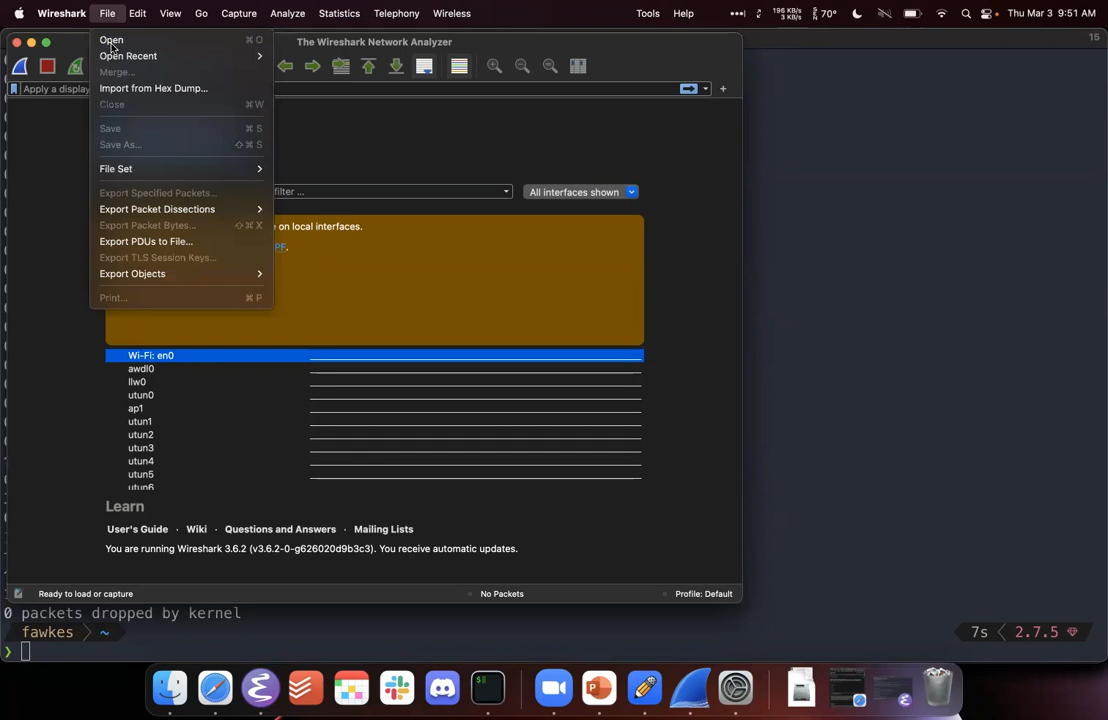 Wireshark File Edit View Go Capture Analyze Statistics Telephony Wireless Tools Help 196 KB/s 3 KB/s 70° Thu Mar 3 9:51 AM
15
The Wireshark Network Analyzer
Open ⌘ O
Open Recent >
Merge...
Import from Hex Dump...
Close ⌘ W
Save ⌘ S
Save As... ⇧⌘ S
File Set >
Export Specified Packets...
Export Packet Dissections >
Export Packet Bytes... ⇧⌘ X
Export PDUs to File...
Export TLS Session Keys...
Export Objects >
Print... ⌘ P
Apply a display
filter ...
All interfaces shown
on local interfaces.
Wi-Fi: en0
awdl0
llw0
utun0
ap1
utun1
utun2
utun3
utun4
utun5
utun6
Learn
User's Guide · Wiki · Questions and Answers · Mailing Lists
You are running Wireshark 3.6.2 (v3.6.2-0-g626020d9b3c3). You receive automatic updates.
Ready to load or capture No Packets Profile: Default
0 packets dropped by kernel
fawkes > ~ 7s < 2.7.5